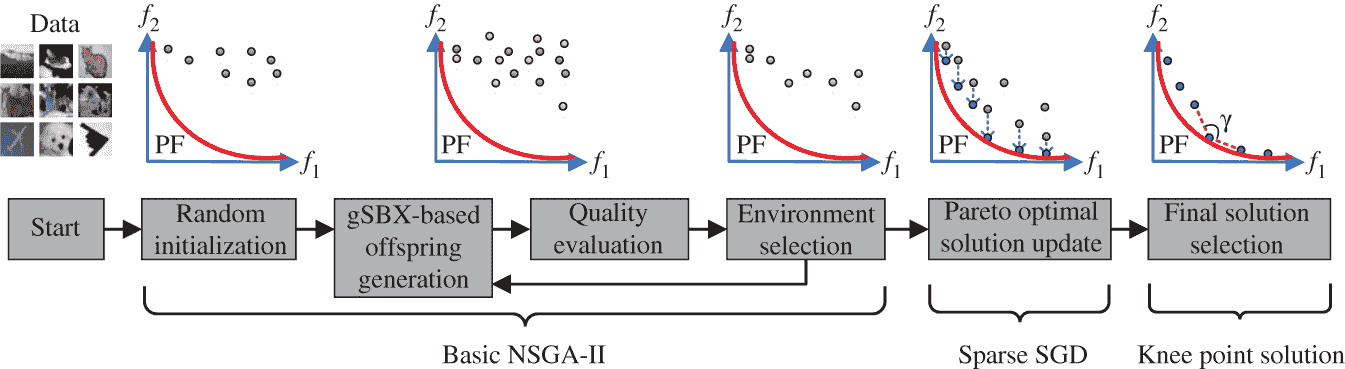 Data
f2
PF
f1
f2
PF
f1
f2
PF
f1
f2
PF
f1
f2
γ
PF
f1
Start
Random
initialization
gSBX-based
offspring
generation
Quality
evaluation
Environment
selection
Pareto optimal
solution update
Final solution
selection
Basic NSGA-II
Sparse SGD
Knee point solution